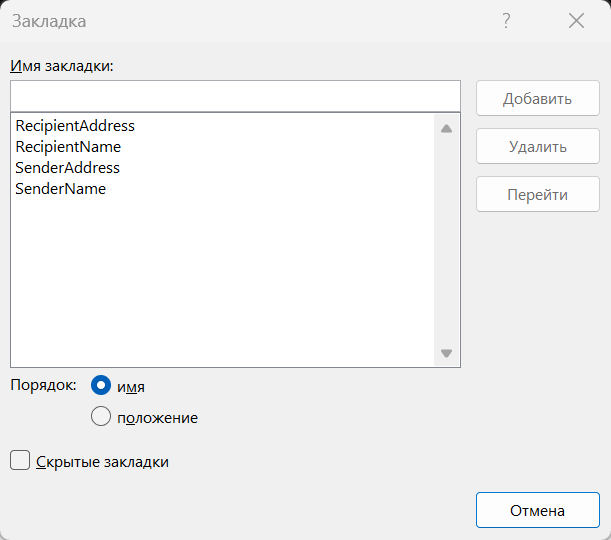 Закладка ?
Имя закладки:
Добавить
RecipientAddress
RecipientName
SenderAddress
SenderName
Удалить
Перейти
Порядок: имя
положение
Скрытые закладки
Отмена